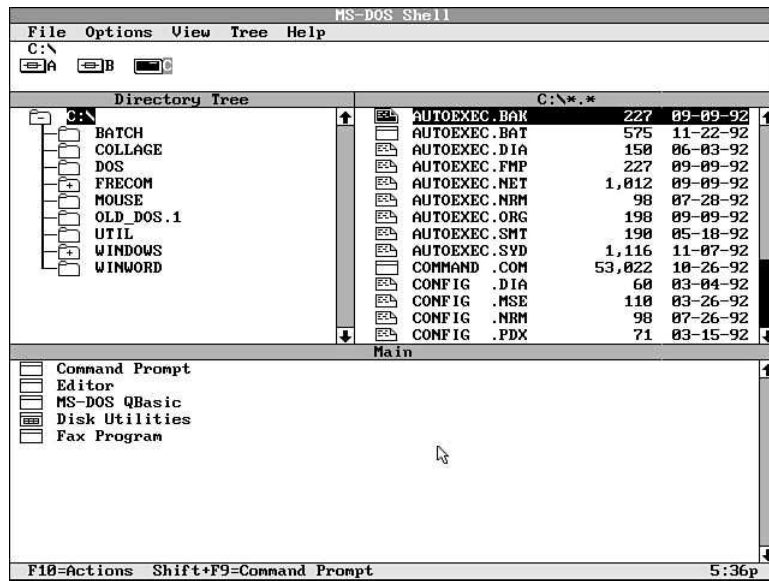 MS-DOS Shell
File Options View Tree Help
C:\
A B C
Directory Tree
C:\
BATCH
COLLAGE
DOS
FRECOM
MOUSE
OLD_DOS.1
UTIL
WINDOWS
WINWORD
C:\*.*
AUTOEXEC.BAK 227 09-09-92
AUTOEXEC.BAT 575 11-22-92
AUTOEXEC.DIA 150 06-03-92
AUTOEXEC.FMP 227 09-09-92
AUTOEXEC.NET 1,012 09-09-92
AUTOEXEC.NRM 98 07-28-92
AUTOEXEC.ORG 198 09-09-92
AUTOEXEC.SMT 190 05-18-92
AUTOEXEC.SYD 1,116 11-07-92
COMMAND .COM 53,022 10-26-92
CONFIG .DIA 60 03-04-92
CONFIG .MSE 110 03-26-92
CONFIG .NRM 98 07-26-92
CONFIG .PDX 71 03-15-92
Main
Command Prompt
Editor
MS-DOS QBasic
Disk Utilities
Fax Program
F10=Actions Shift+F9=Command Prompt 5:36p